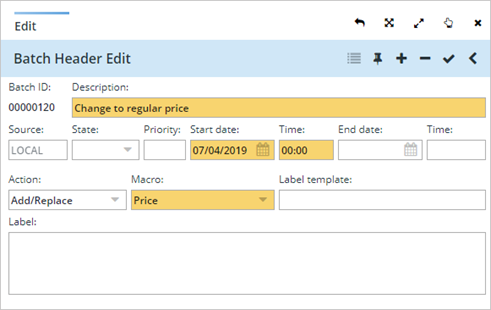 Edit
Batch Header Edit
Batch ID: Description:
00000120 Change to regular price
Source: State: Priority: Start date: Time: End date: Time:
LOCAL 07/04/2019 00:00
Action: Macro: Label template:
Add/Replace Price
Label: